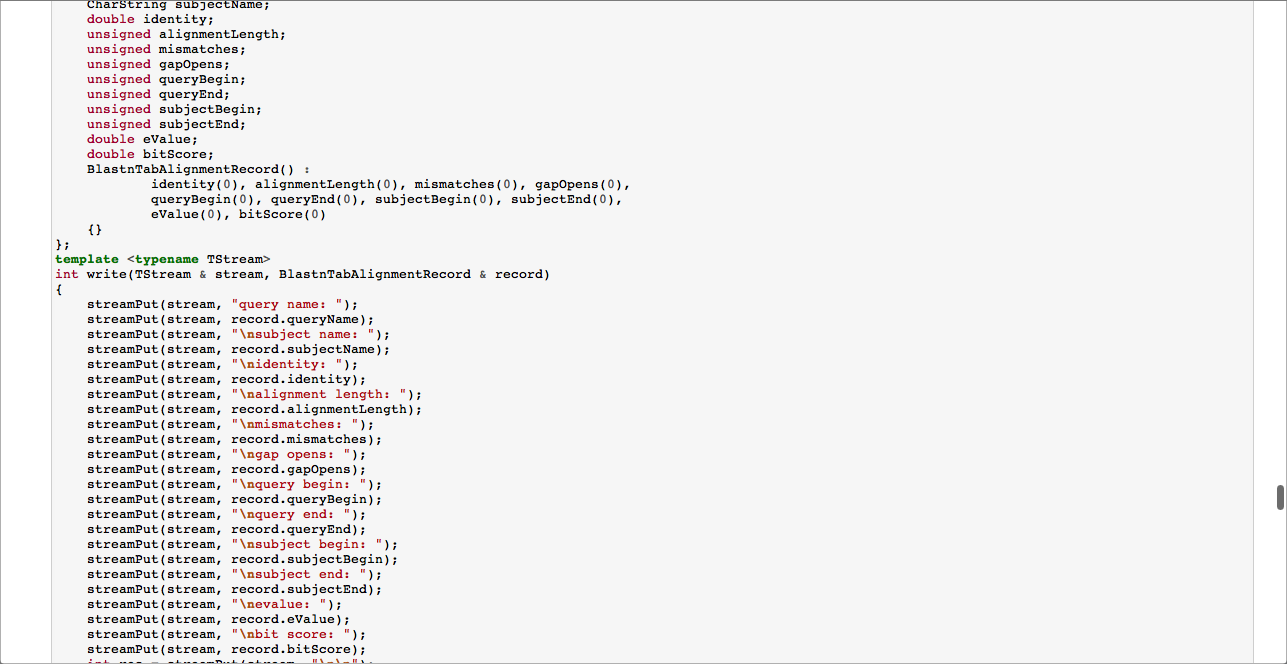 CharString subjectName;
double identity;
unsigned alignmentLength;
unsigned mismatches;
unsigned gapOpens;
unsigned queryBegin;
unsigned queryEnd;
unsigned subjectBegin;
unsigned subjectEnd;
double eValue;
double bitScore;
BlastnTabAlignmentRecord() :
identity(0), alignmentLength(0), mismatches(0), gapOpens(0),
queryBegin(0), queryEnd(0), subjectBegin(0), subjectEnd(0),
eValue(0), bitScore(0)
{}
};
template <typename TStream>
int write(TStream & stream, BlastnTabAlignmentRecord & record)
{
streamPut(stream, "query name: ");
streamPut(stream, record.queryName);
streamPut(stream, "\nsubject name: ");
streamPut(stream, record.subjectName);
streamPut(stream, "\nidentity: ");
streamPut(stream, record.identity);
streamPut(stream, "\nalignment length: ");
streamPut(stream, record.alignmentLength);
streamPut(stream, "\nmismatches: ");
streamPut(stream, record.mismatches);
streamPut(stream, "\ngap opens: ");
streamPut(stream, record.gapOpens);
streamPut(stream, "\nquery begin: ");
streamPut(stream, record.queryBegin);
streamPut(stream, "\nquery end: ");
streamPut(stream, record.queryEnd);
streamPut(stream, "\nsubject begin: ");
streamPut(stream, record.subjectBegin);
streamPut(stream, "\nsubject end: ");
streamPut(stream, record.subjectEnd);
streamPut(stream, "\nevalue: ");
streamPut(stream, record.eValue);
streamPut(stream, "\nbit score: ");
streamPut(stream, record.bitScore);
int res = streamPut(stream, "\n\n");